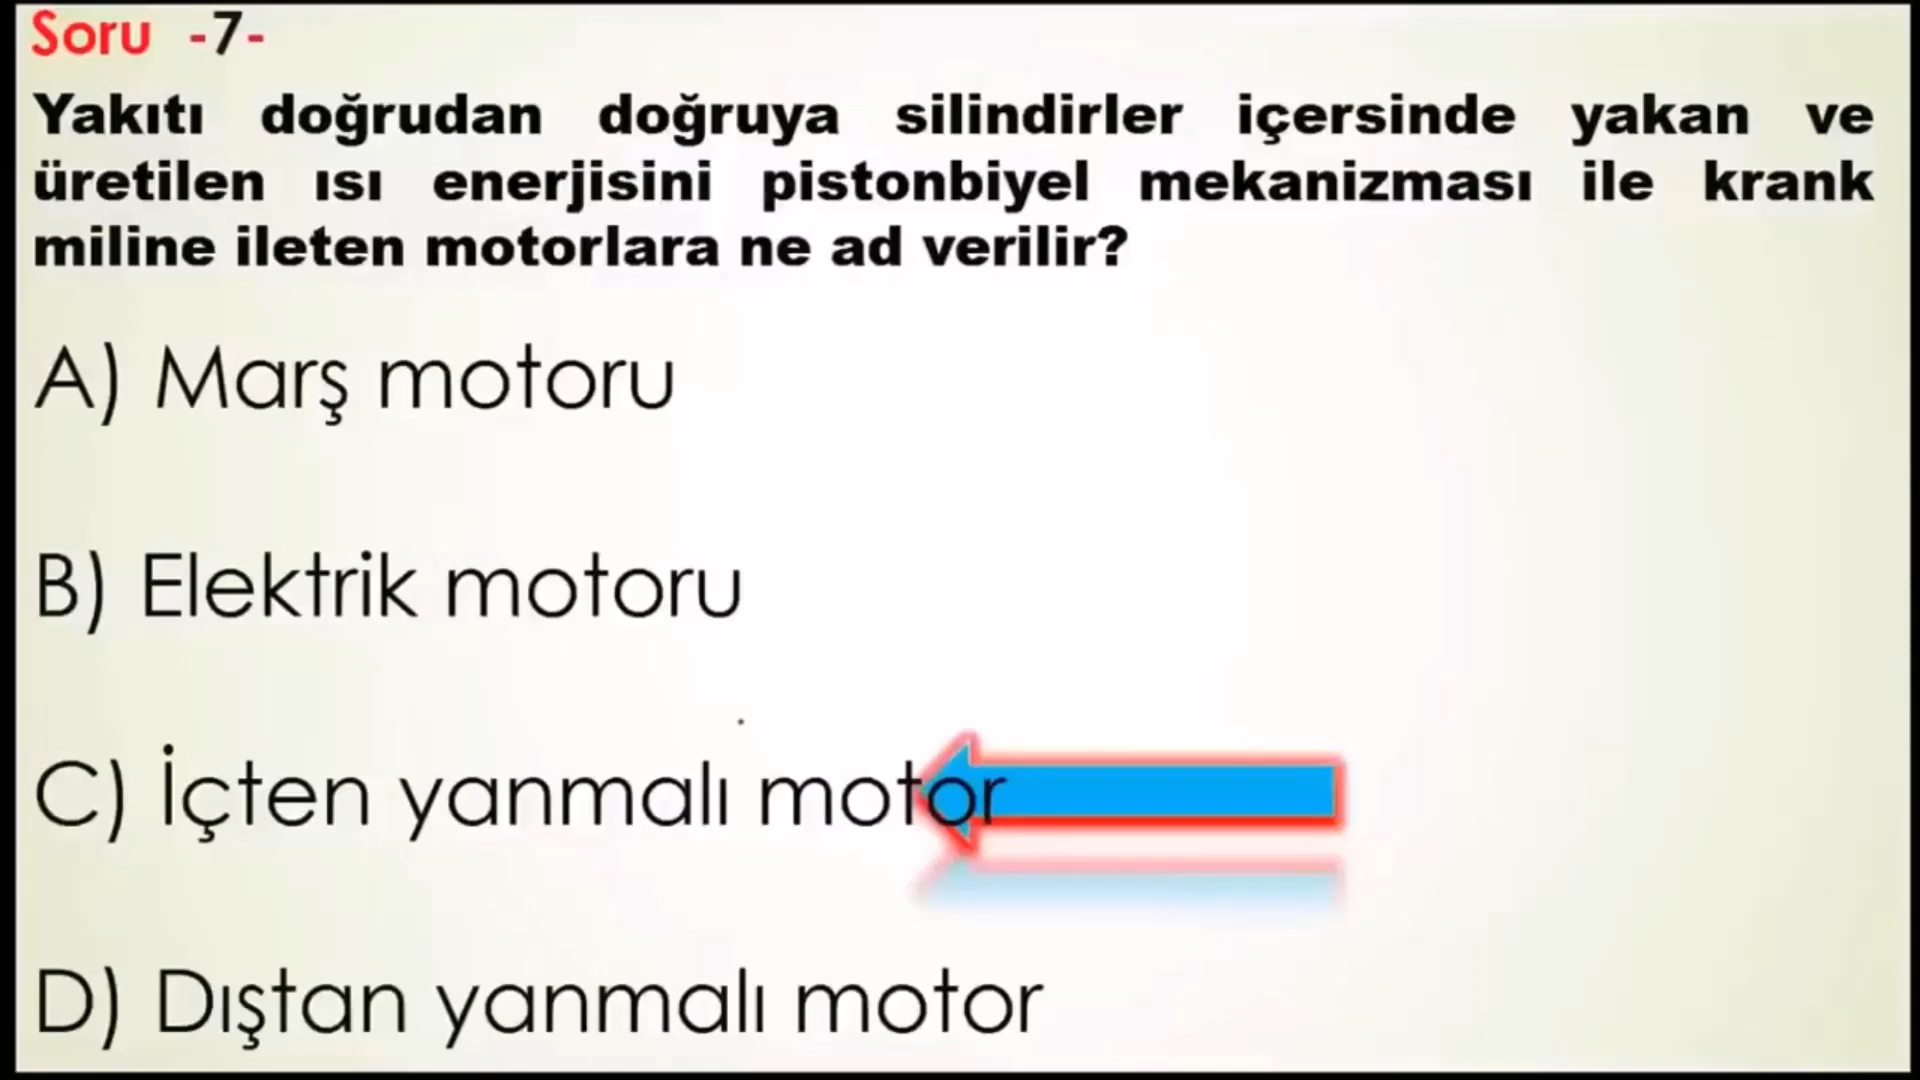 Soru -7-
Yakıtı doğrudan doğruya silindirler içersinde yakan ve
üretilen ısı enerjisini pistonbiyel mekanizması ile krank
miline ileten motorlara ne ad verilir?
A) Marş motoru
B) Elektrik motoru
C) İçten yanmalı motor
D) Dıştan yanmalı motor